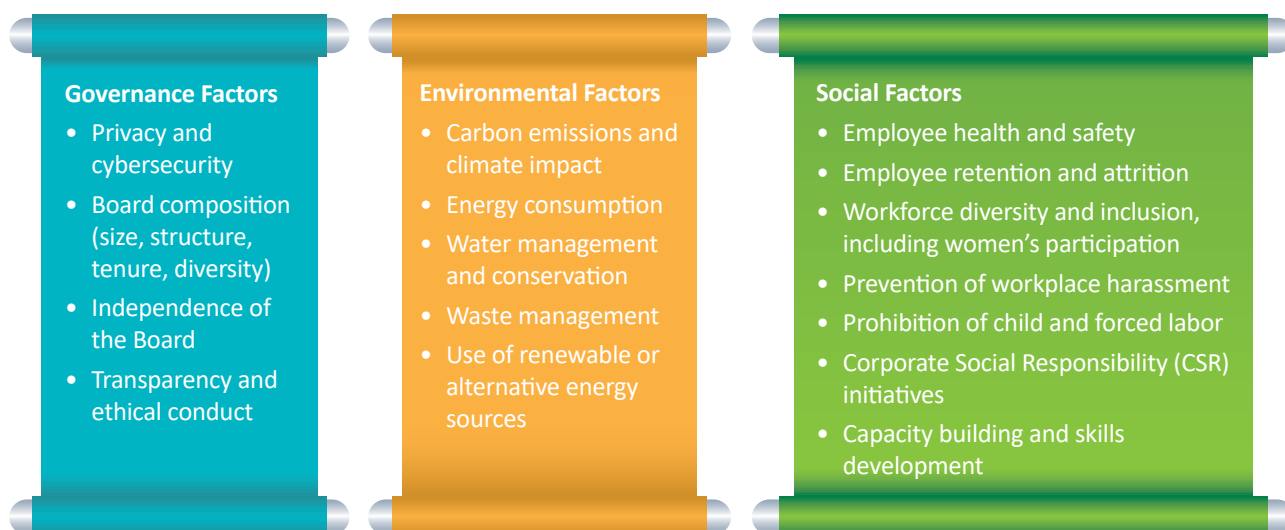 Governance Factors
• Privacy and
cybersecurity
• Board composition
(size, structure,
tenure, diversity)
• Independence of
the Board
• Transparency and
ethical conduct
Environmental Factors
• Carbon emissions and
climate impact
• Energy consumption
• Water management
and conservation
• Waste management
• Use of renewable or
alternative energy
sources
Social Factors
• Employee health and safety
• Employee retention and attrition
• Workforce diversity and inclusion,
including women’s participation
• Prevention of workplace harassment
• Prohibition of child and forced labor
• Corporate Social Responsibility (CSR)
initiatives
• Capacity building and skills
development